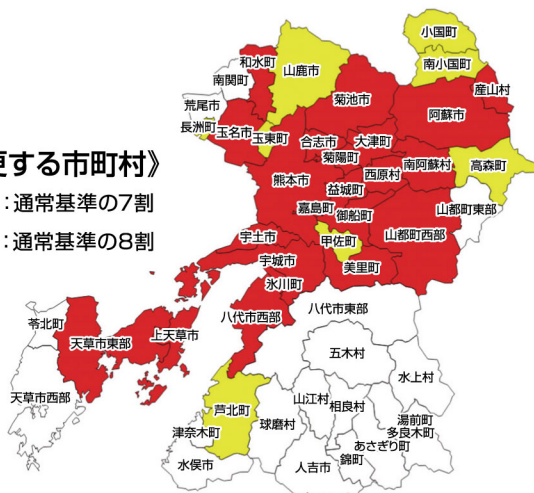 小国町
南小国町
和水町
山鹿市
南関町
産山村
菊池市
阿蘇市
荒尾市
長洲町
玉名市
玉東町
合志市
大津町
菊陽町
南阿蘇村
高森町
西原村
熊本市
益城町
更する市町村》
：通常基準の7割
：通常基準の8割
嘉島町
御船町
山都町東部
山都町西部
甲佐町
宇土市
宇城市
美里町
氷川町
八代市東部
八代市西部
上天草市
苓北町
天草市東部
天草市西部
五木村
水上村
芦北町
山江村
相良村
湯前町
多良木町
津奈木町
球磨村
あさぎり町
水俣市
人吉市
錦町